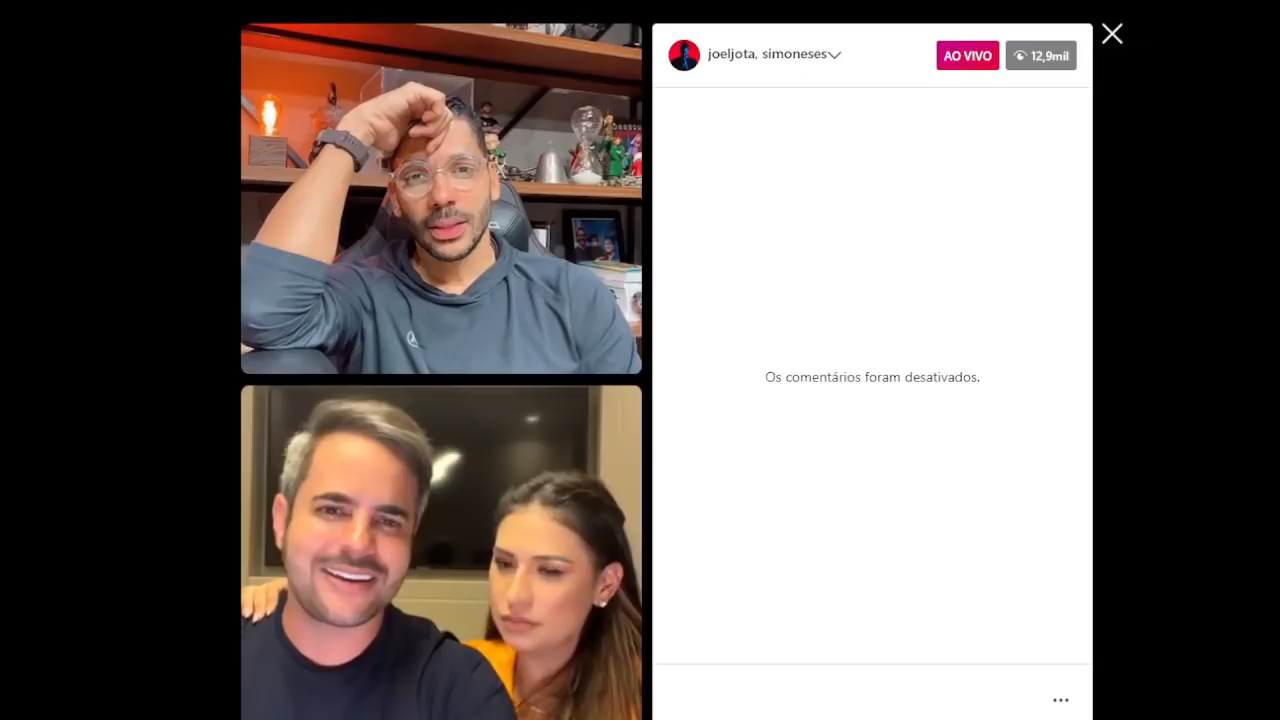 joeljota, simoneses
AO VIVO
12,9mil
Os comentários foram desativados.